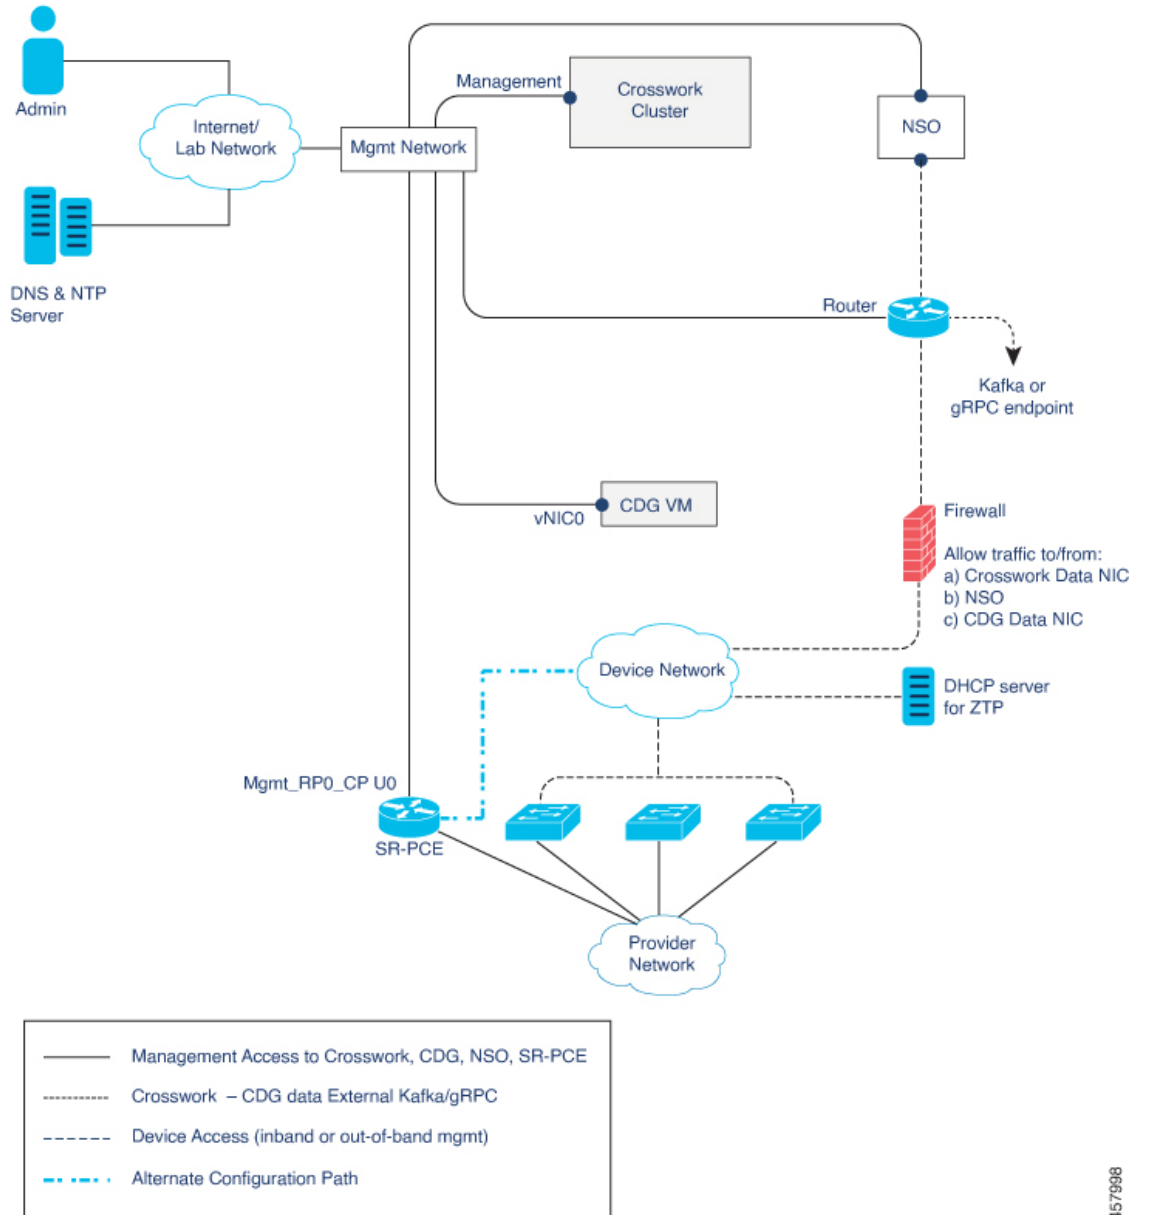 Admin
Internet/
Lab Network
DNS & NTP
Server
Mgmt Network
Management
Crosswork
Cluster
NSO
Router
Kafka or
gRPC endpoint
vNIC0
CDG VM
Firewall
Allow traffic to/from:
a) Crosswork Data NIC
b) NSO
c) CDG Data NIC
Device Network
DHCP server
for ZTP
Mgmt_RP0_CP U0
SR-PCE
Provider
Network
Management Access to Crosswork, CDG, NSO, SR-PCE
Crosswork – CDG data External Kafka/gRPC
Device Access (inband or out-of-band mgmt)
Alternate Configuration Path
457998